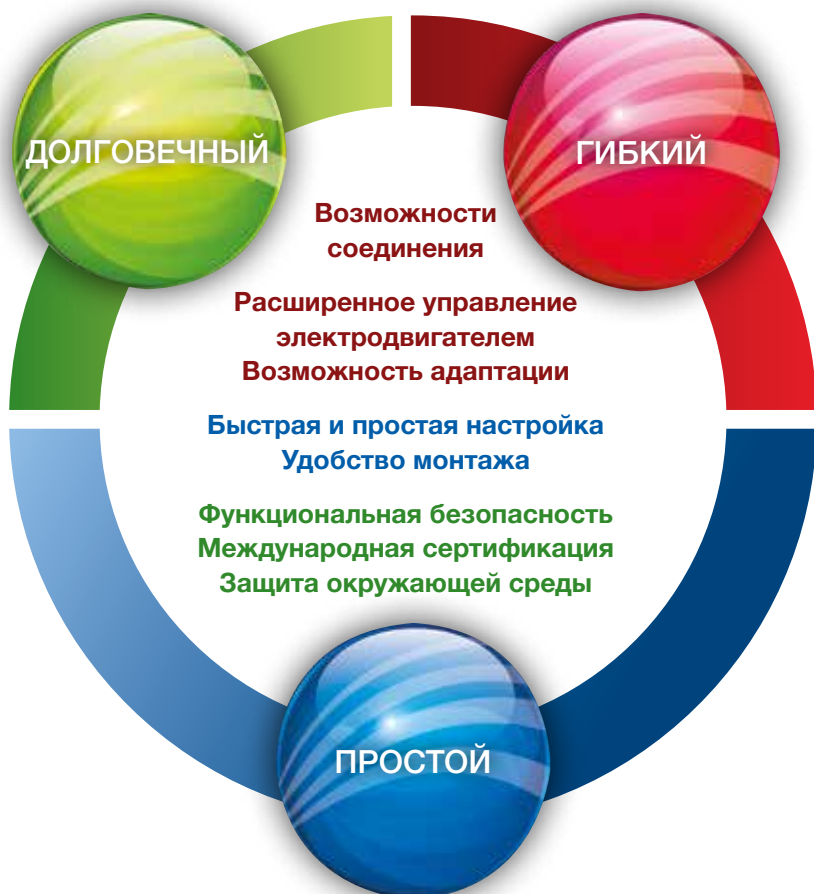 ДОЛГОВЕЧНЫЙ
ГИБКИЙ
Возможности
соединения
Расширенное управление
электродвигателем
Возможность адаптации
Быстрая и простая настройка
Удобство монтажа
Функциональная безопасность
Международная сертификация
Защита окружающей среды
ПРОСТОЙ